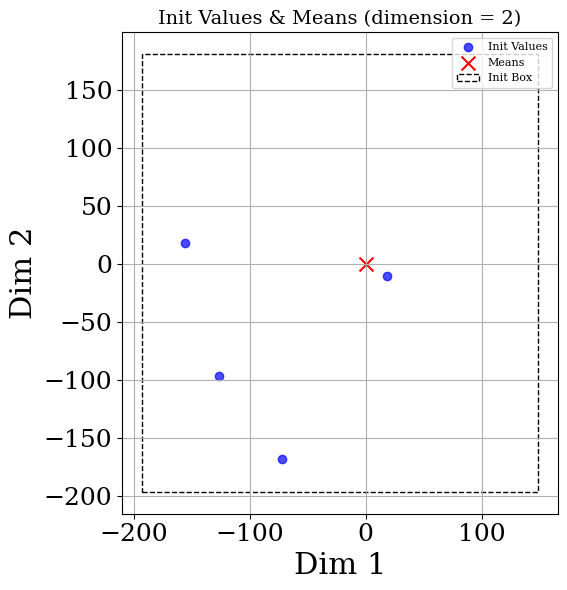 Init Values & Means (dimension = 2)
Init Values
Means
Init Box
150
100
50
0
−50
−100
−150
−200
Dim 2
−200
−100
0
100
Dim 1